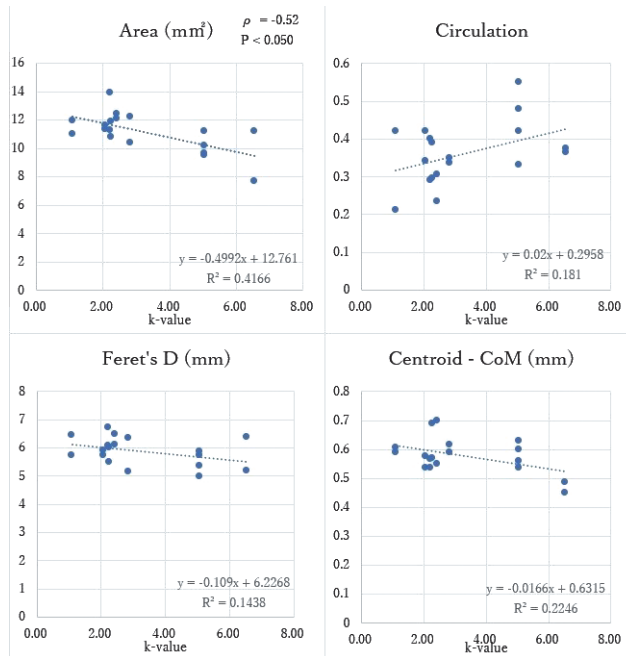 Area (mm²)
ρ = -0.52
P < 0.050
16
14
12
10
8
6
4
2
0
0.00 2.00 4.00 6.00 8.00
k-value
y = -0.4992x + 12.761
R² = 0.4166
Circulation
0.6
0.5
0.4
0.3
0.2
0.1
0
0.00 2.00 4.00 6.00 8.00
k-value
y = 0.02x + 0.2958
R² = 0.181
Feret's D (mm)
8
7
6
5
4
3
2
1
0
0.00 2.00 4.00 6.00 8.00
k-value
y = -0.109x + 6.2268
R² = 0.1438
Centroid - CoM (mm)
0.8
0.7
0.6
0.5
0.4
0.3
0.2
0.1
0
0.00 2.00 4.00 6.00 8.00
k-value
y = -0.0166x + 0.6315
R² = 0.2246